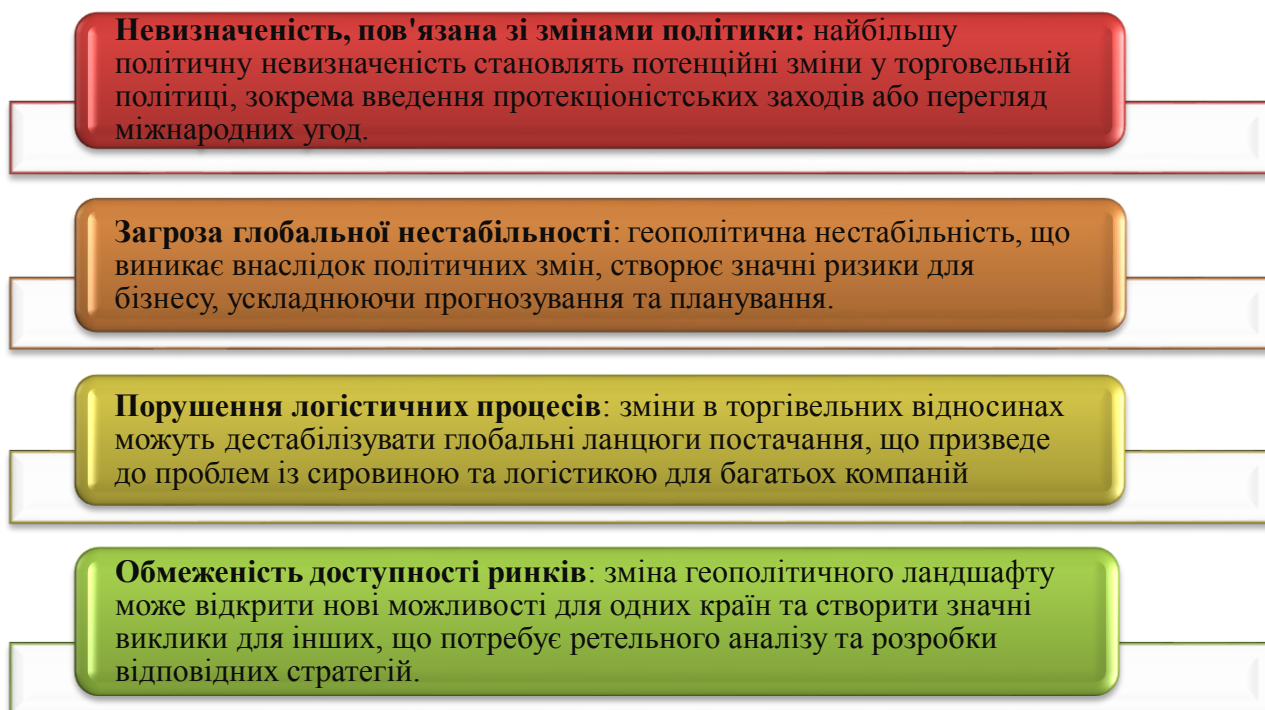 Невизначеність, пов'язана зі змінами політики: найбільшу
політичну невизначеність становлять потенційні зміни у торговельній
політиці, зокрема введення протекціоністських заходів або перегляд
міжнародних угод.
Загроза глобальної нестабільності: геополітична нестабільність, що
виникає внаслідок політичних змін, створює значні ризики для
бізнесу, ускладнюючи прогнозування та планування.
Порушення логістичних процесів: зміни в торгівельних відносинах
можуть дестабілізувати глобальні ланцюги постачання, що призведе
до проблем із сировиною та логістикою для багатьох компаній
Обмеженість доступності ринків: зміна геополітичного ландшафту
може відкрити нові можливості для одних країн та створити значні
виклики для інших, що потребує ретельного аналізу та розробки
відповідних стратегій.